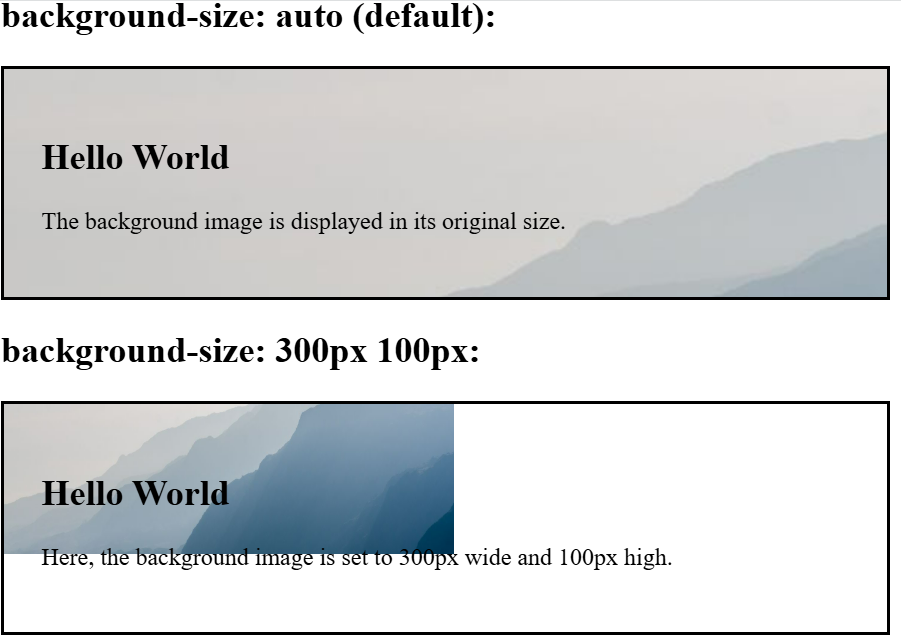 background-size: auto (default):
Hello World
The background image is displayed in its original size.
background-size: 300px 100px:
Hello World
Here, the background image is set to 300px wide and 100px high.